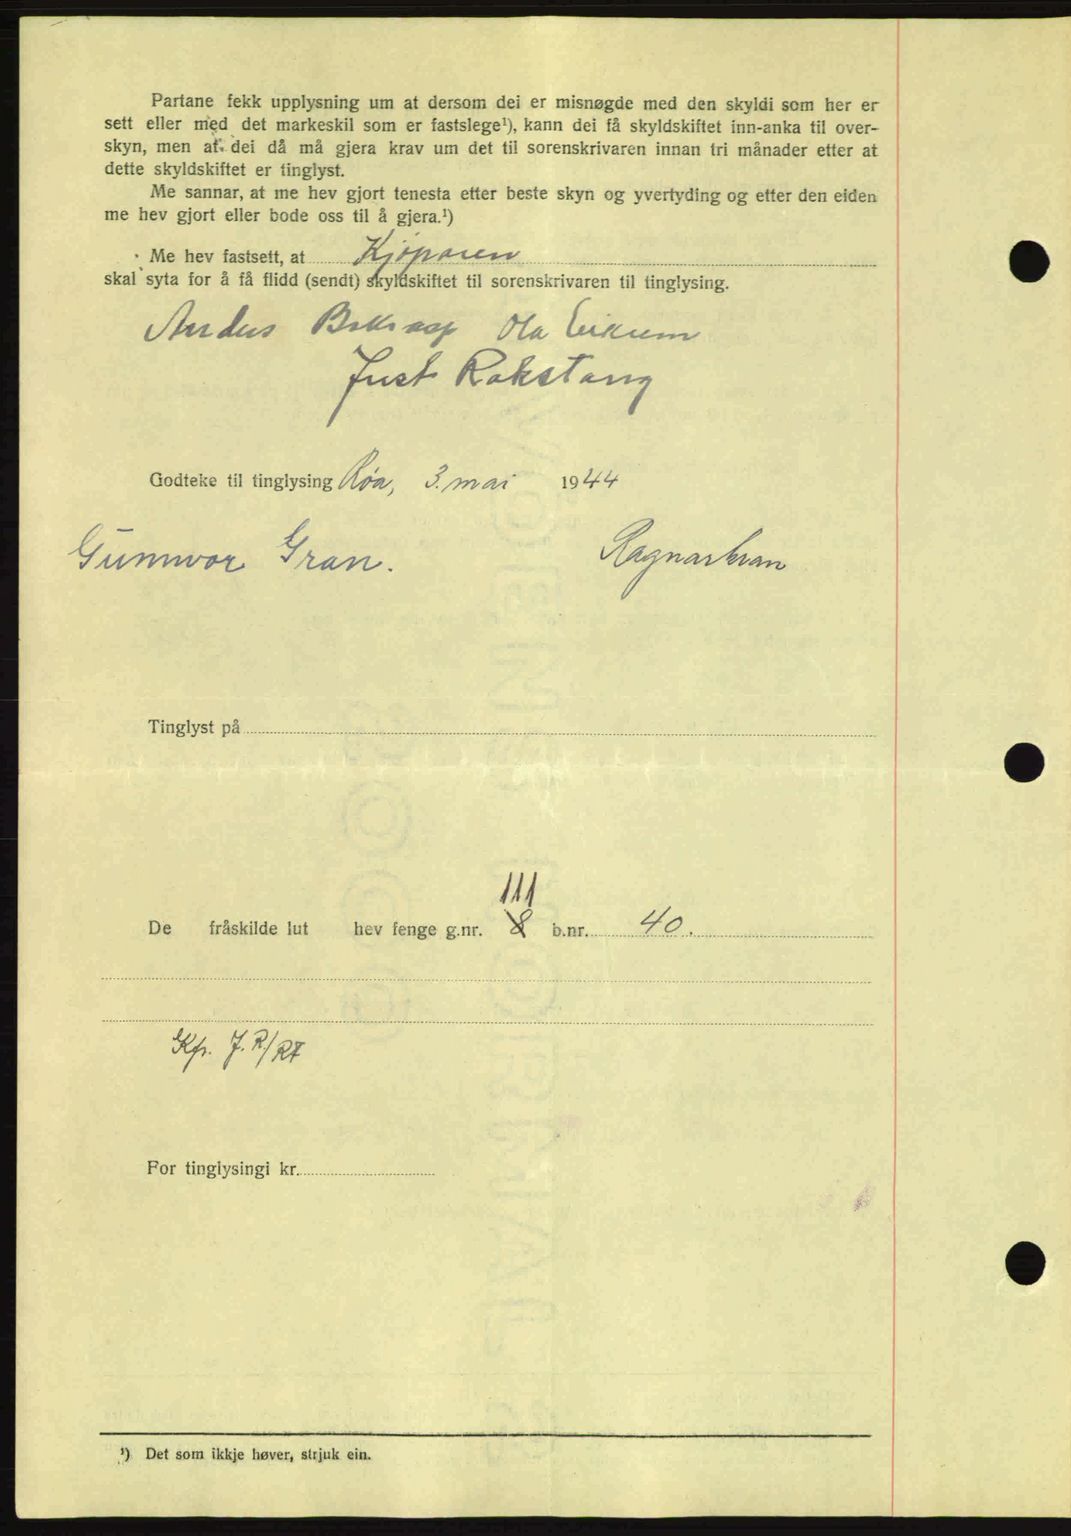 Partane fekk upplysning um at dersom dei er misnøgde med den skyldi som her er
sett eller med det markeskil som er fastslege¹), kann dei få skyldskiftet inn-anka til over-
skyn, men at dei då må gjera krav um det til sorenskrivaren innan tri månader etter at
dette skyldskiftet er tinglyst.
Me sannar, at me hev gjort tenesta etter beste skyn og yvertyding og etter den eiden
me hev gjort eller bode oss til å gjera.¹)
Me hev fastsett, at Kjøparen
skal syta for å få flidd (sendt) skyldskiftet til sorenskrivaren til tinglysing.
Ola
Just Rokstang
Godteke til tinglysing Røa, 3. mai 1944
Gunnvor Gran. Ragnar Gran
Tinglyst på
111
De fråskilde lut hev fenge g.nr. 8 b.nr. 40.
Kp. J.R/RF
For tinglysingi kr.
¹) Det som ikkje høver, strjuk ein.